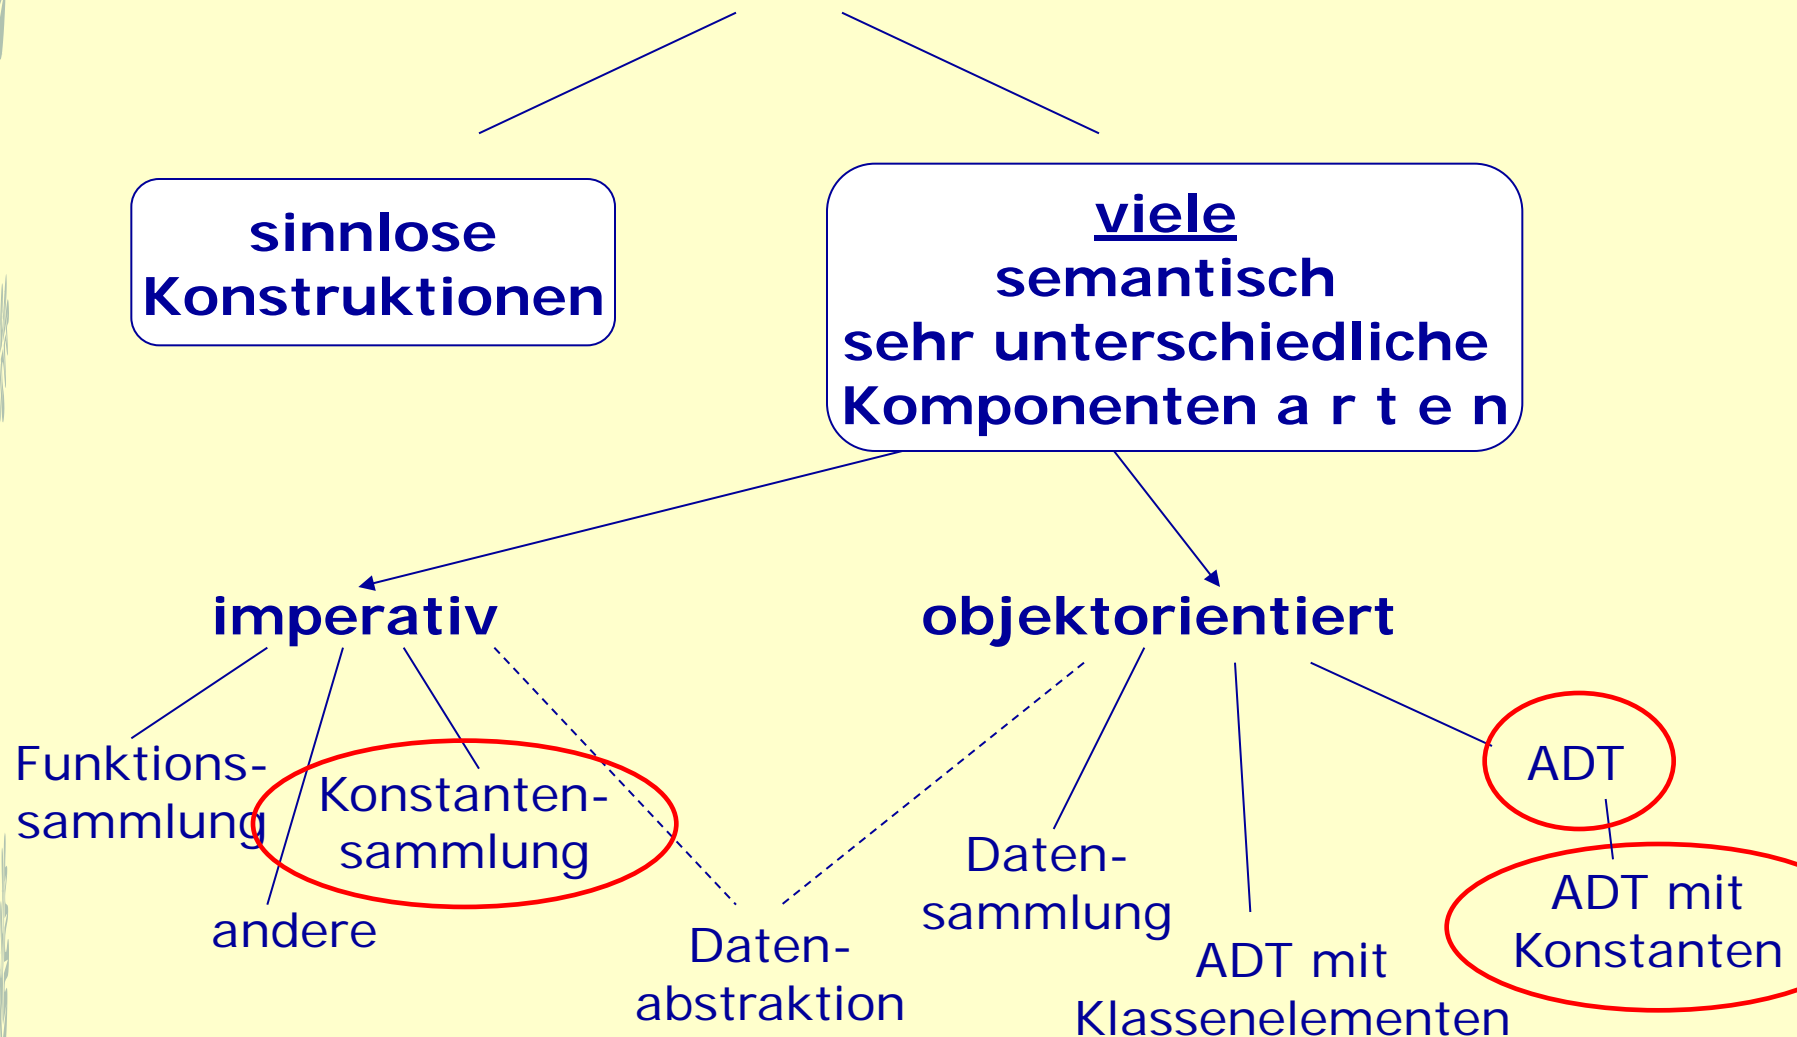 sinnlose
Konstruktionen
viele
semantisch
sehr unterschiedliche
Komponenten a r t e n
imperativ
objektorientiert
Funktions-
sammlung
Konstanten-
sammlung
andere
Daten-
abstraktion
Daten-
sammlung
ADT mit
Klassenelementen
ADT
ADT mit
Konstanten